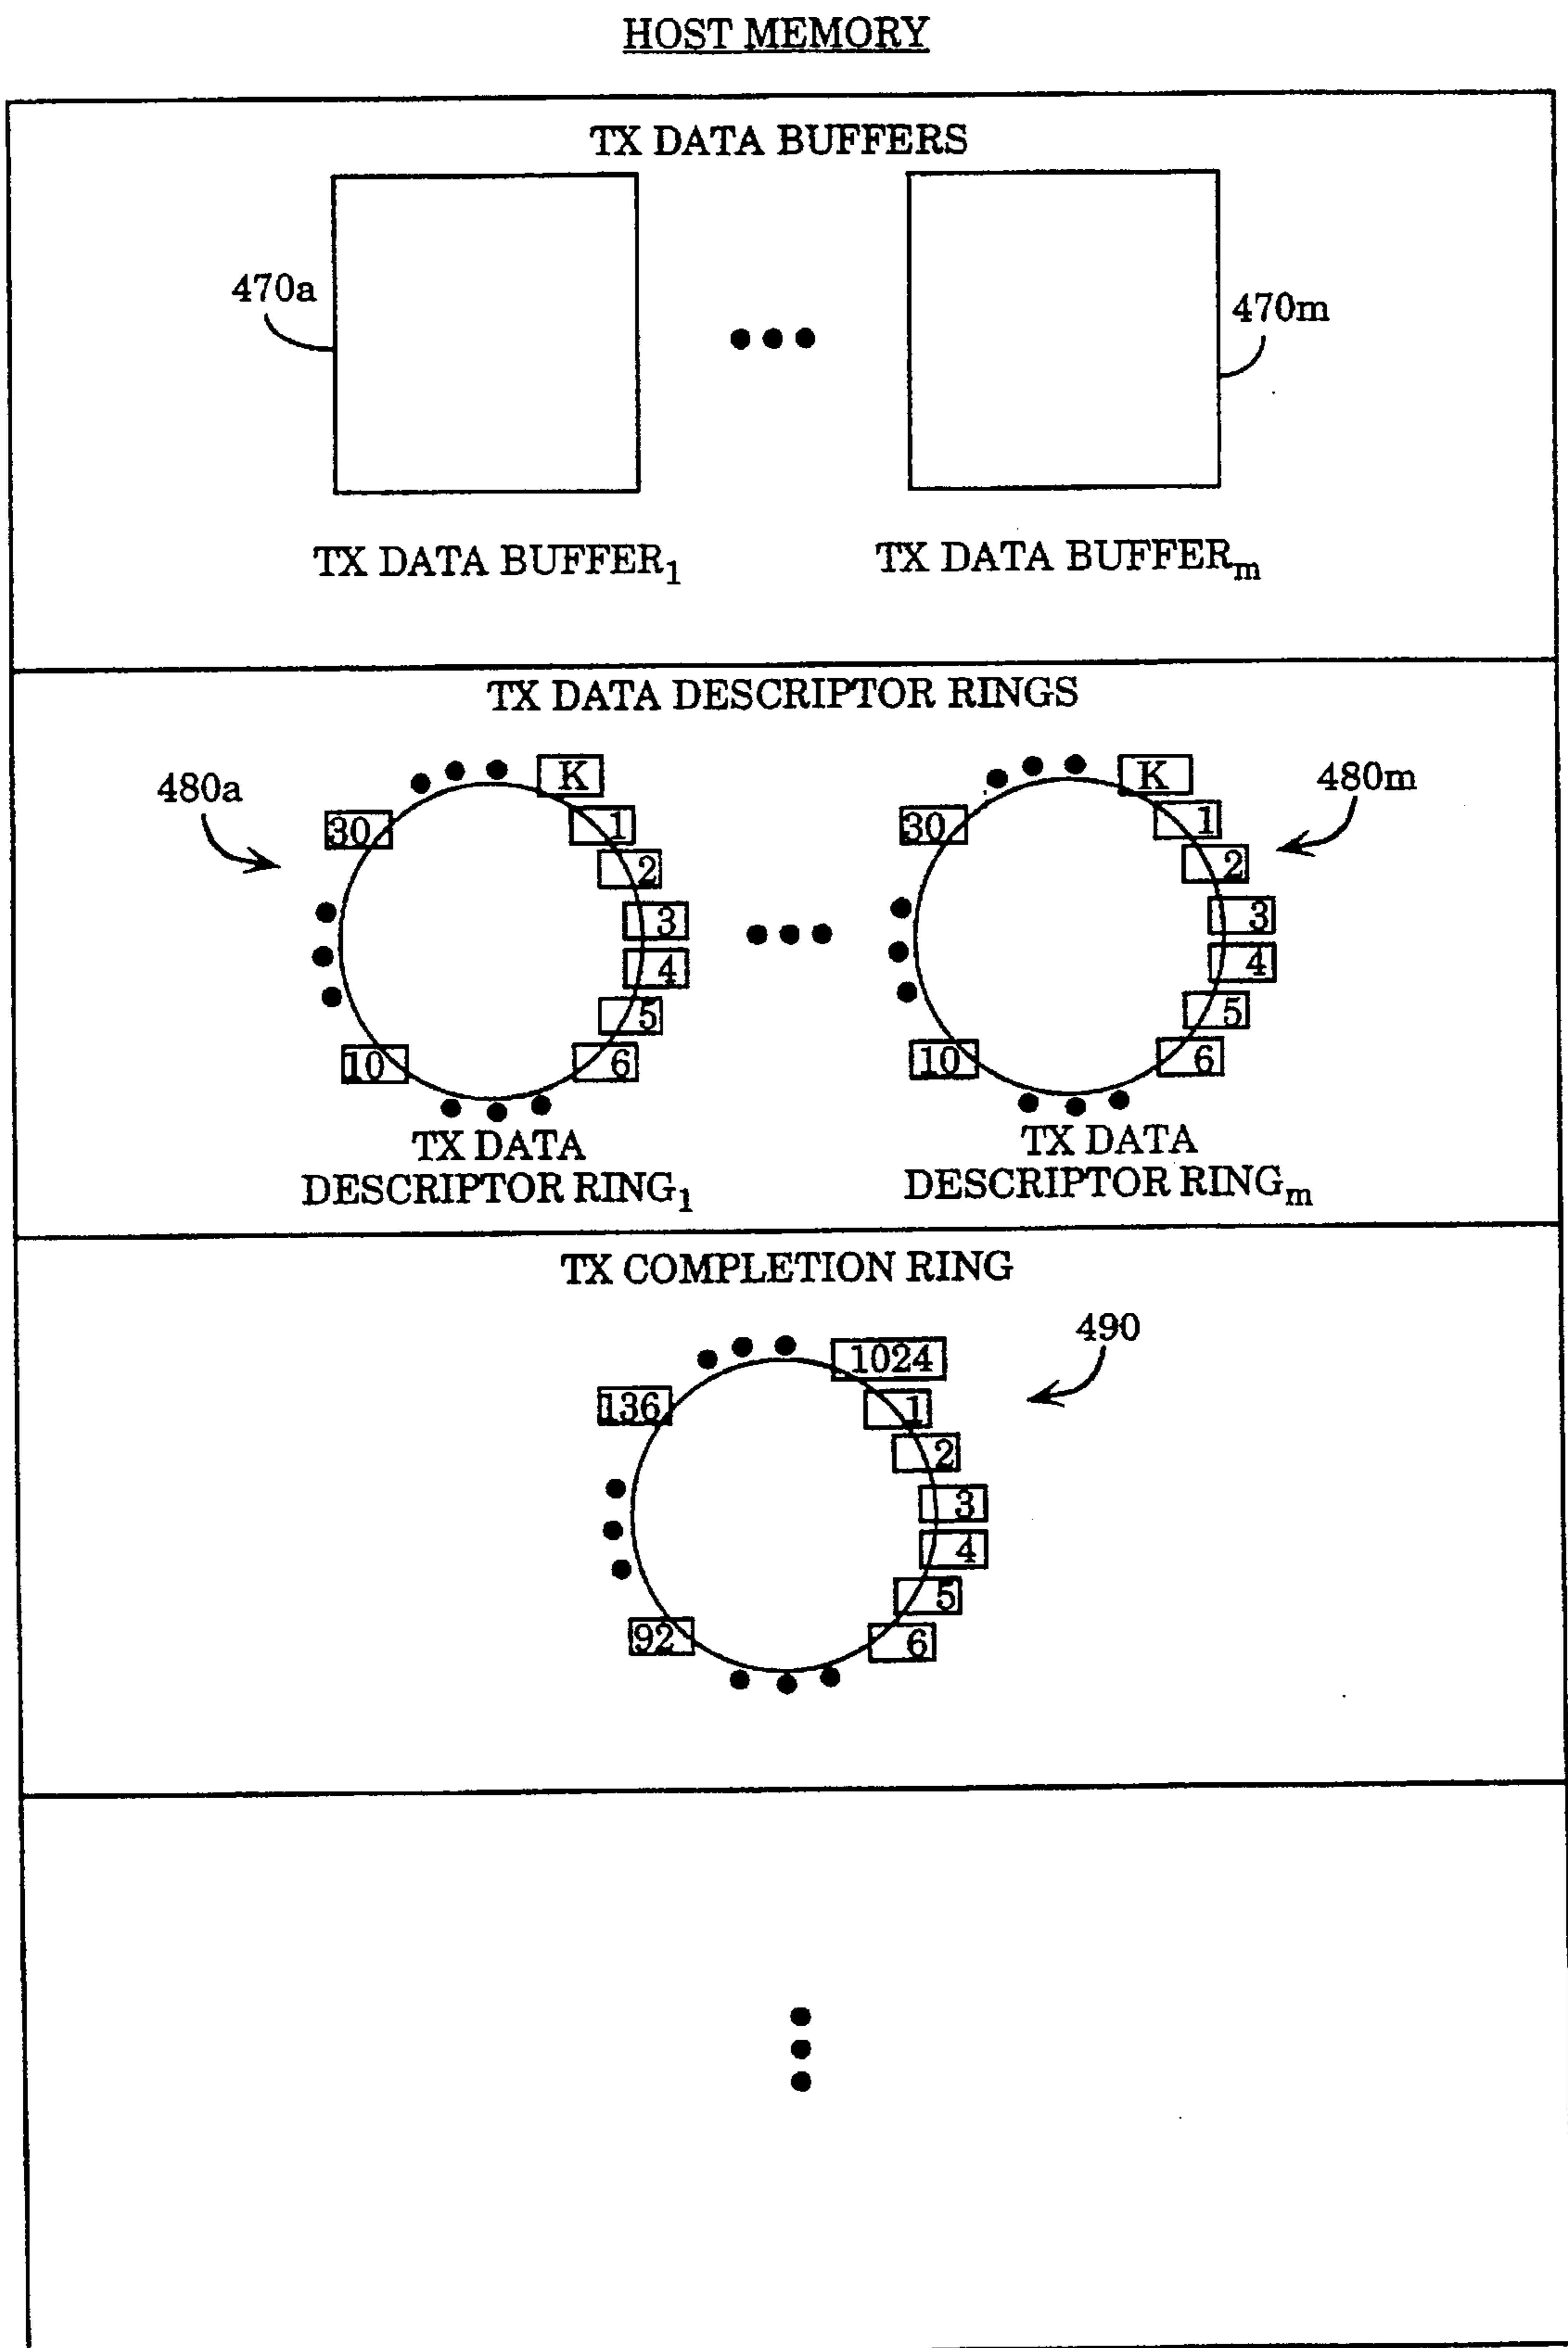 HOST MEMORY
TX DATA BUFFERS
470a
470m
TX DATA BUFFER1
TX DATA BUFFERm
TX DATA DESCRIPTOR RINGS
480a
K
1
2
3
4
5
6
10
30
480m
K
1
2
3
4
5
6
10
30
TX DATA
DESCRIPTOR RING1
TX DATA
DESCRIPTOR RINGm
TX COMPLETION RING
490
1024
1
2
3
4
5
6
92
136